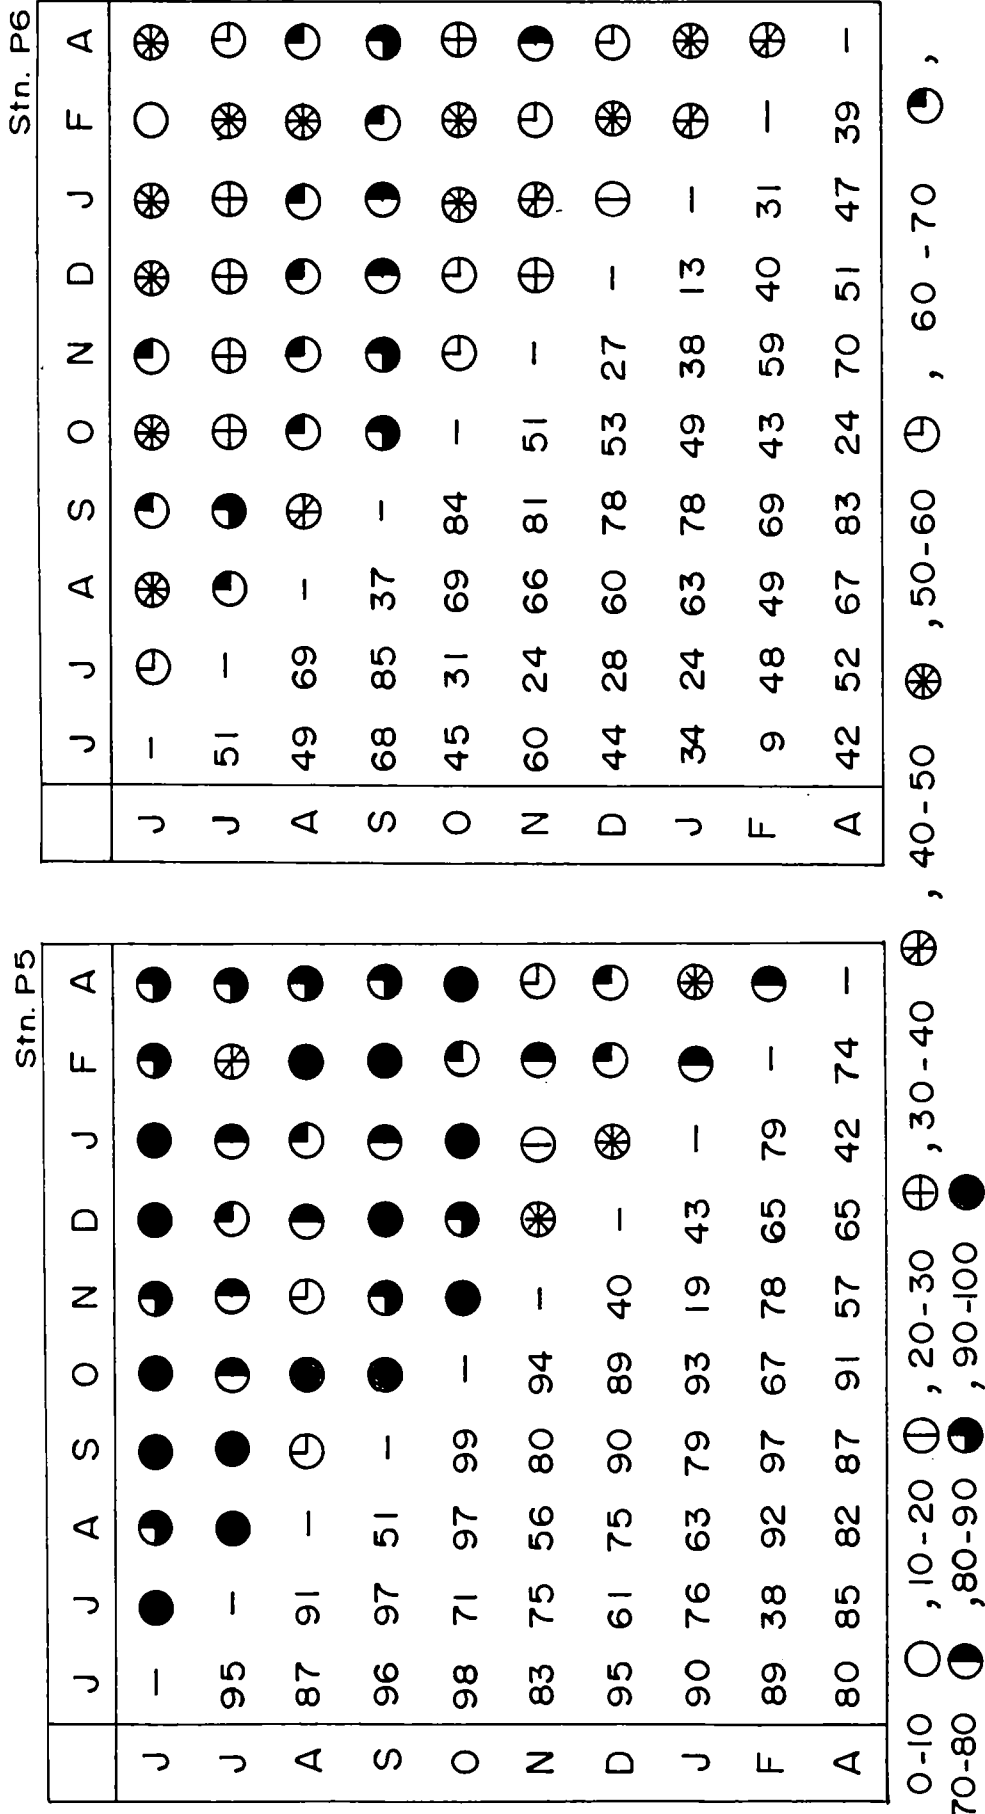 Stn. P5
J J A S O N D J F A
J –
J 95 –
A 87 91 –
S 96 97 51 –
O 98 71 97 99 –
N 83 75 56 80 94 –
D 95 61 75 90 89 40 –
J 90 76 63 79 93 19 43 –
F 89 38 92 97 67 78 65 79 –
A 80 85 82 87 91 57 65 42 74 –
Stn. P6
J J A S O N D J F A
J –
J 51 –
A 49 69 –
S 68 85 37 –
O 45 31 69 84 –
N 60 24 66 81 51 –
D 44 28 60 78 53 27 –
J 34 24 63 78 49 38 13 –
F 9 48 49 69 43 59 40 31 –
A 42 52 67 83 24 70 51 47 39 –
0-10 ,10-20 ,20-30 ,30-40 ,40-50 ,50-60 , 60-70 ,
70-80 ,80-90 ,90-100